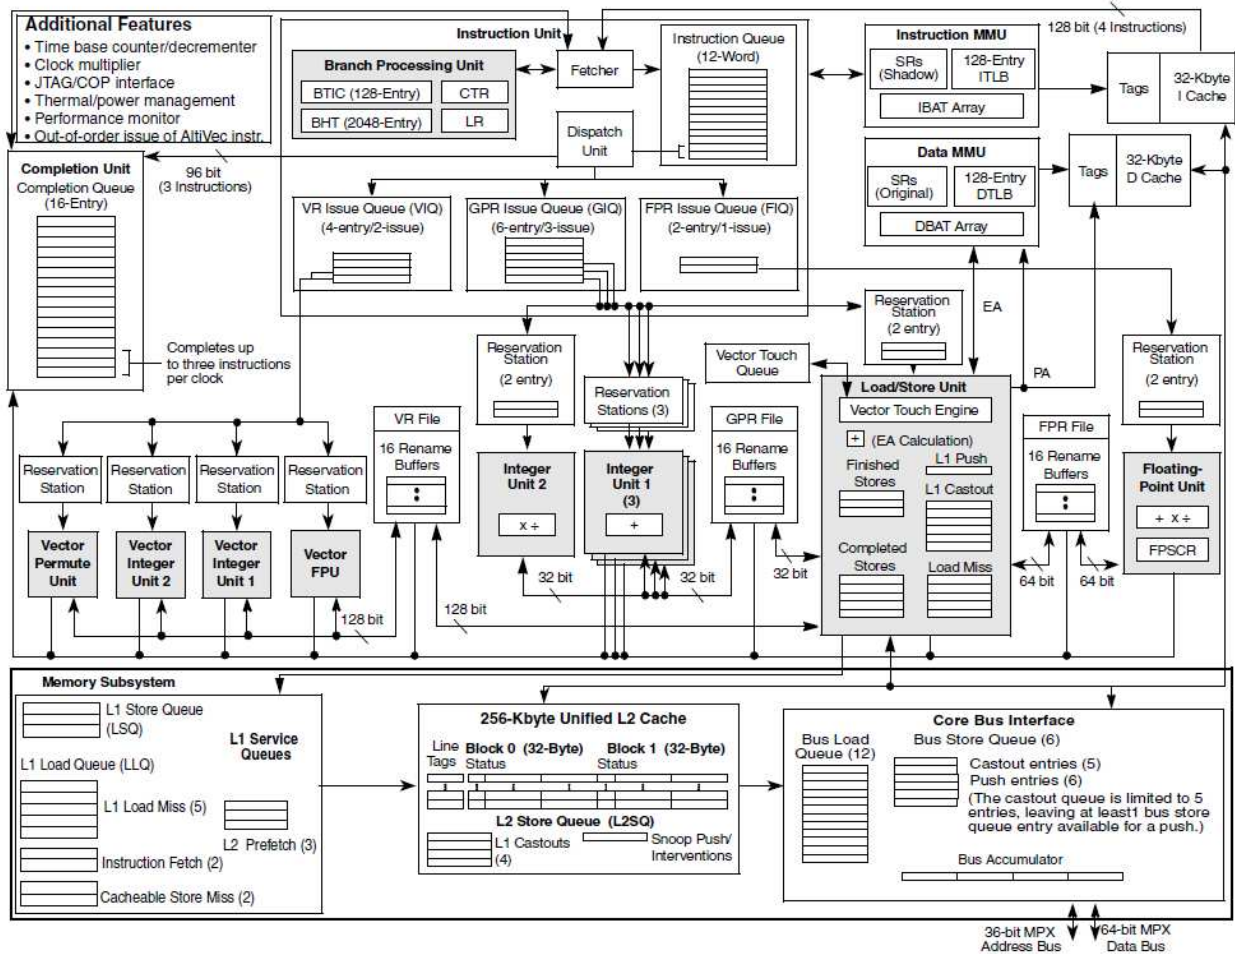 Additional Features
• Time base counter/decrementer
• Clock multiplier
• JTAG/COP interface
• Thermal/power management
• Performance monitor
• Out-of-order issue of AltiVec instr.
Instruction Unit
Branch Processing Unit
BTIC (128-Entry)
CTR
BHT (2048-Entry)
LR
Fetcher
Instruction Queue
(12-Word)
Dispatch
Unit
128 bit (4 Instructions)
Instruction MMU
SRs
(Shadow)
128-Entry
ITLB
IBAT Array
Tags
32-Kbyte
I Cache
Data MMU
SRs
(Original)
128-Entry
DTLB
DBAT Array
Tags
32-Kbyte
D Cache
96 bit
(3 Instructions)
Completion Unit
Completion Queue
(16-Entry)
Completes up
to three instructions
per clock
VR Issue Queue (VIQ)
(4-entry/2-issue)
GPR Issue Queue (GIQ)
(6-entry/3-issue)
FPR Issue Queue (FIQ)
(2-entry/1-issue)
Reservation
Station
(2 entry)
Reservation
Stations (3)
Vector Touch
Queue
Reservation
Station
(2 entry)
EA
PA
Reservation
Station
(2 entry)
Reservation
Station
Reservation
Station
Reservation
Station
Reservation
Station
Vector
Permute
Unit
Vector
Integer
Unit 2
Vector
Integer
Unit 1
Vector
FPU
VR File
16 Rename
Buffers
Integer
Unit 2
x ÷
Integer
Unit 1
(3)
+
GPR File
16 Rename
Buffers
Load/Store Unit
Vector Touch Engine
+
(EA Calculation)
L1 Push
Finished
Stores
L1 Castout
Completed
Stores
Load Miss
FPR File
16 Rename
Buffers
Floating-
Point Unit
+ x ÷
FPSCR
128 bit
128 bit
32 bit
32 bit
32 bit
64 bit
64 bit
Memory Subsystem
L1 Store Queue
(LSQ)
L1 Service
Queues
L1 Load Queue (LLQ)
L1 Load Miss (5)
L2 Prefetch (3)
Instruction Fetch (2)
Cacheable Store Miss (2)
256-Kbyte Unified L2 Cache
Line
Tags
Block 0 (32-Byte)
Status
Block 1 (32-Byte)
Status
L2 Store Queue (L2SQ)
L1 Castouts
(4)
Snoop Push/
Interventions
Core Bus Interface
Bus Load
Queue (12)
Bus Store Queue (6)
Castout entries (5)
Push entries (6)
(The castout queue is limited to 5
entries, leaving at least1 bus store
queue entry available for a push.)
Bus Accumulator
36-bit MPX
Address Bus
64-bit MPX
Data Bus